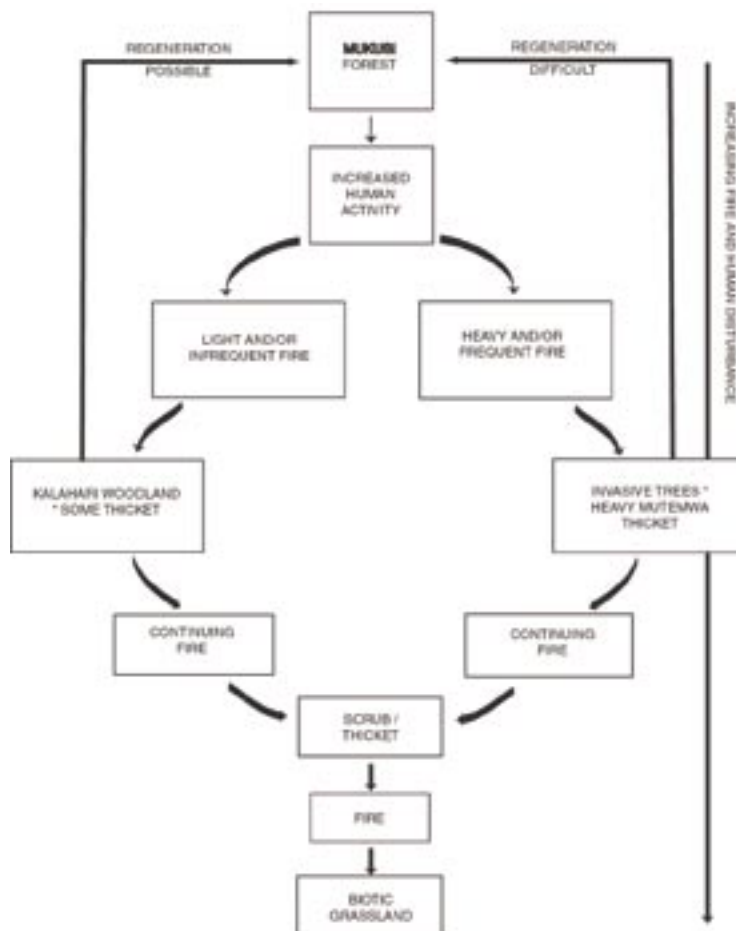 REGENERATION
POSSIBLE
MUKUSI
FOREST
REGENERATION
DIFFICULT
INCREASING FIRE AND HUMAN DISTURBANCE
INCREASED
HUMAN
ACTIVITY
LIGHT AND/OR
INFREQUENT FIRE
HEAVY AND/OR
FREQUENT FIRE
KALAHARI WOODLAND
* SOME THICKET
INVASIVE TREES *
HEAVY MUTEMWA
THICKET
CONTINUING
FIRE
CONTINUING
FIRE
SCRUB /
THICKET
FIRE
BIOTIC
GRASSLAND